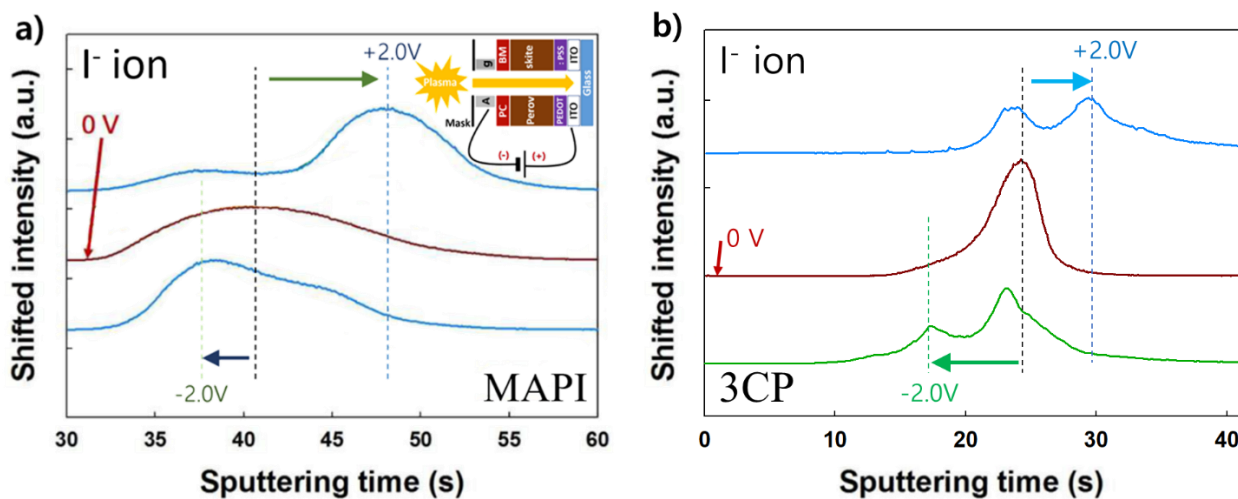 a)
I⁻ ion
+2.0V
0 V
-2.0V
MAPI
Shifted intensity (a.u.)
30 35 40 45 50 55 60
Sputtering time (s)
Plasma
Mask
A
g
PC
BM
Perov
skite
PEDOT
: PSS
ITO
ITO
Glass
(-)
(+)
b)
I⁻ ion
+2.0V
0 V
-2.0V
3CP
Shifted intensity (a.u.)
0 10 20 30 40
Sputtering time (s)